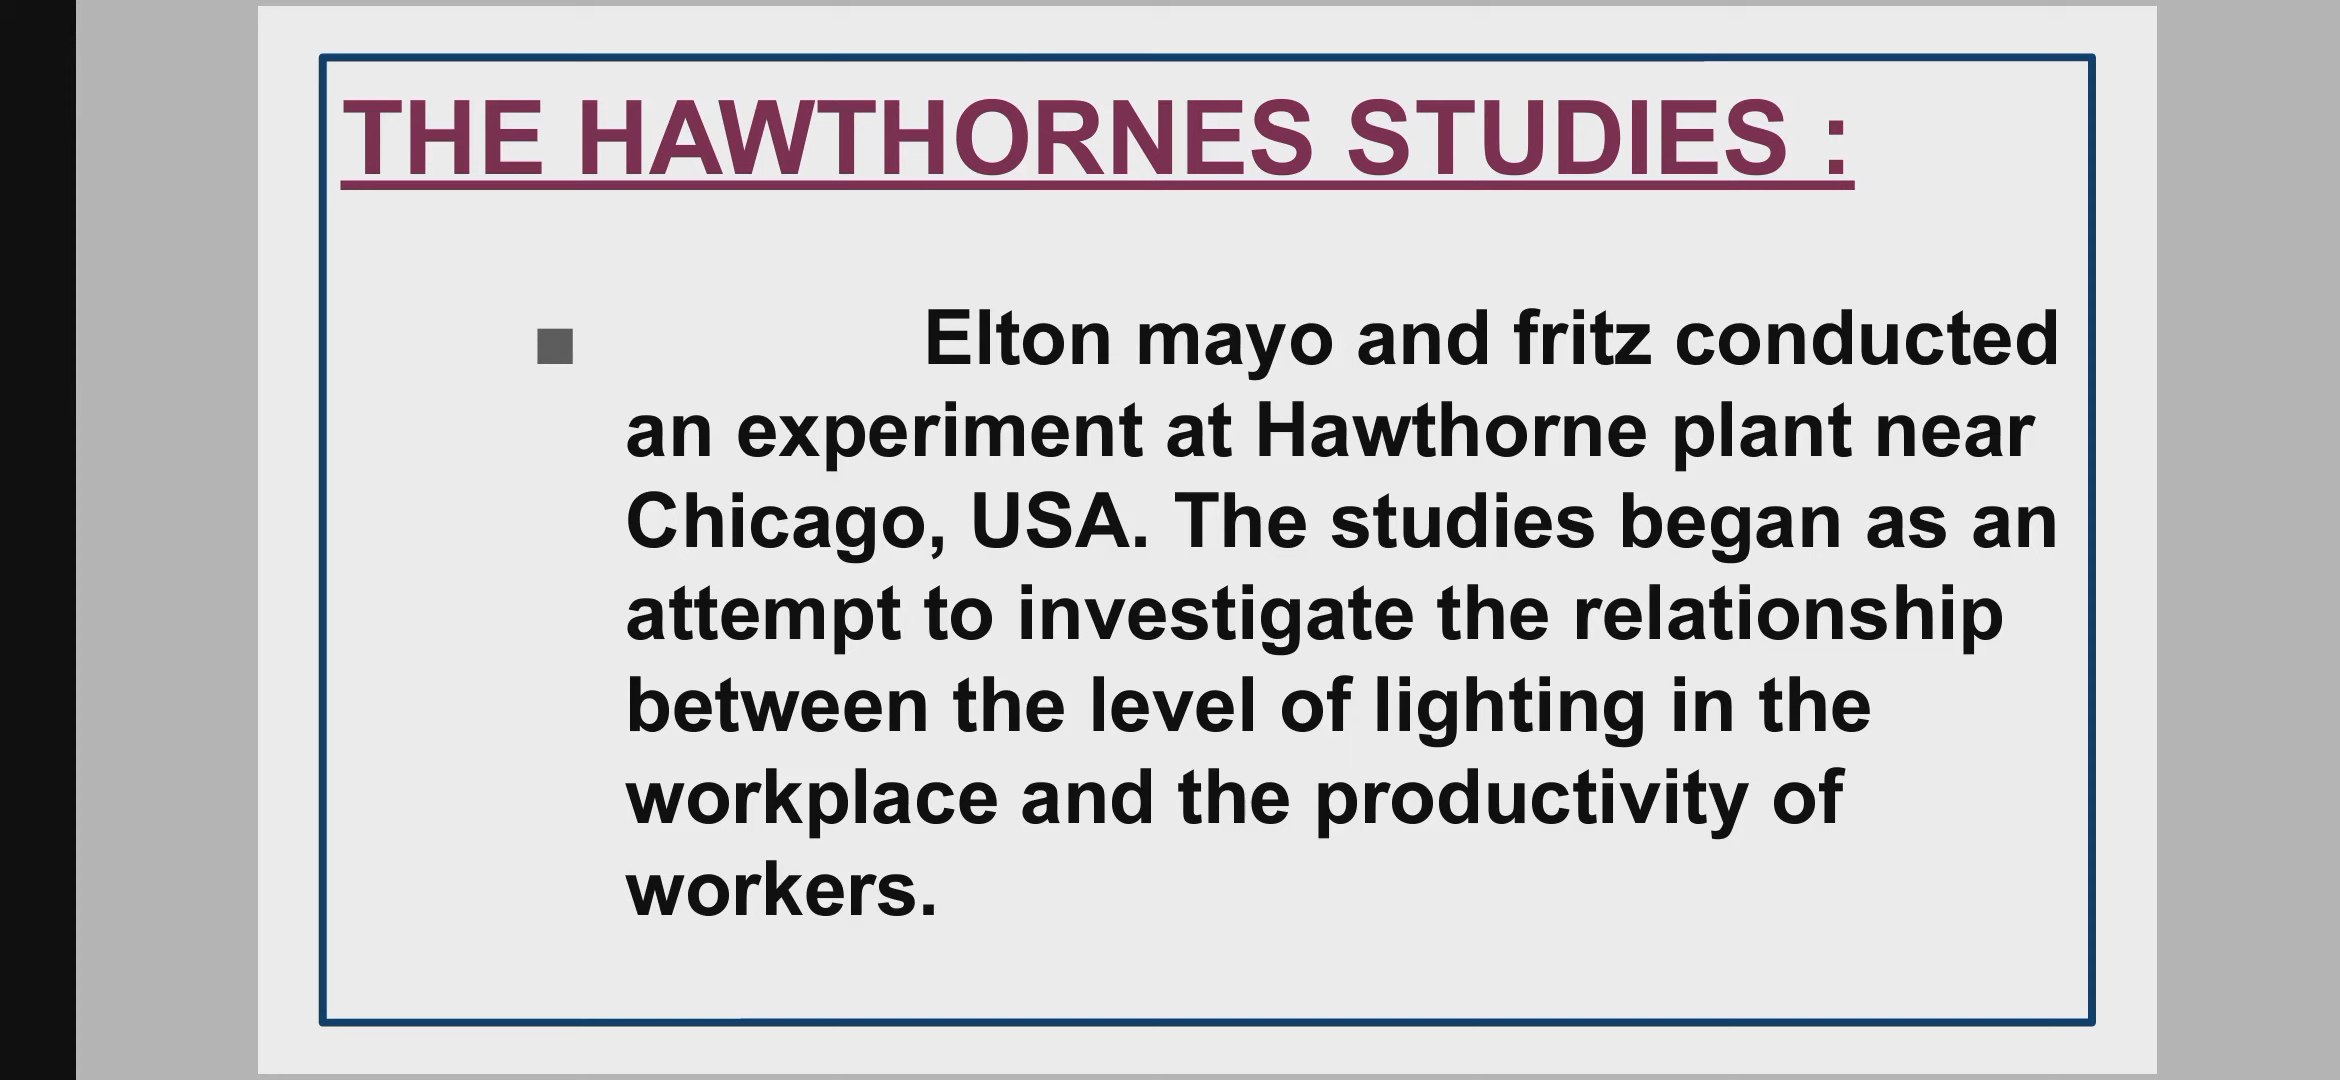 THE HAWTHORNES STUDIES :
■ Elton mayo and fritz conducted
an experiment at Hawthorne plant near
Chicago, USA. The studies began as an
attempt to investigate the relationship
between the level of lighting in the
workplace and the productivity of
workers.